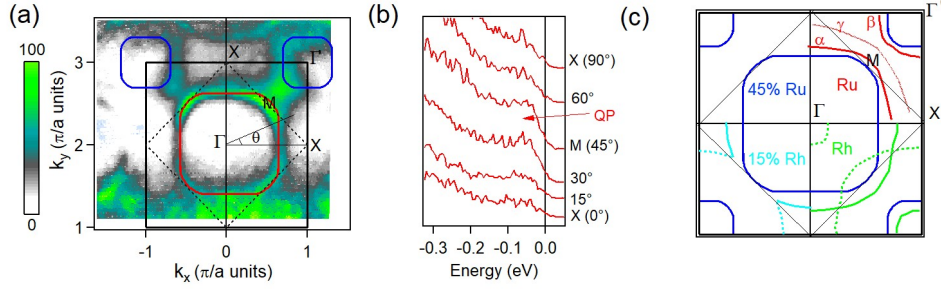 (a)
100
0
k_y (π/a units)
3
2
1
X
Γ'
M
Γ
θ
X
-1
0
1
k_x (π/a units)
(b)
X (90°)
60°
QP
M (45°)
30°
15°
X (0°)
-0.3
-0.2
-0.1
0.0
Energy (eV)
(c)
Γ'
X
γ
β
α
M
45% Ru
Ru
Γ
X
15% Rh
Rh